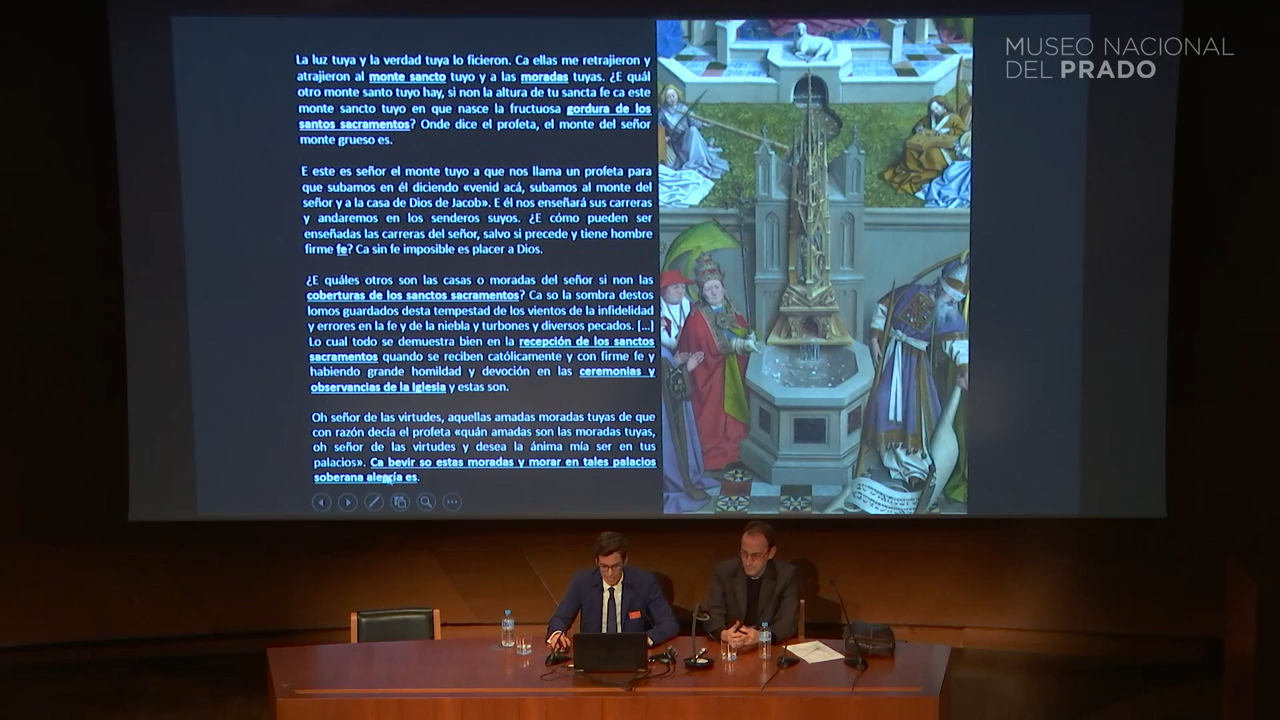 La luz tuya y la verdad tuya lo ficieron. Ca ellas me retrajieron y
atrajieron al monte sancto tuyo y a las moradas tuyas. ¿E quál
otro monte santo tuyo hay, si non la altura de tu sancta fe ca este
monte sancto tuyo en que nasce la fructuosa gordura de los
santos sacramentos? Onde dice el profeta, el monte del señor
monte grueso es.
E este es señor el monte tuyo a que nos llama un profeta para
que subamos en él diciendo «venid acá, subamos al monte del
señor y a la casa de Dios de Jacob». E él nos enseñará sus carreras
y andaremos en los senderos suyos. ¿E cómo pueden ser
enseñadas las carreras del señor, salvo si precede y tiene hombre
firme fe? Ca sin fe imposible es placer a Dios.
¿E quáles otros son las casas o moradas del señor si non las
coberturas de los sanctos sacramentos? Ca so la sombra destos
lomos guardados desta tempestad de los vientos de la infidelidad
y errores en la fe y de la niebla y turbones y diversos pecados. [...]
Lo cual todo se demuestra bien en la recepción de los sanctos
sacramentos quando se reciben católicamente y con firme fe y
habiendo grande homildad y devoción en las ceremonias y
observancias de la Iglesia y estas son.
Oh señor de las virtudes, aquellas amadas moradas tuyas de que
con razón decía el profeta «quán amadas son las moradas tuyas,
oh señor de las virtudes y desea la ánima mía ser en tus
palacios». Ca bevir so estas moradas y morar en tales palacios
soberana alegría es.
MUSEO NACIONAL
DEL PRADO